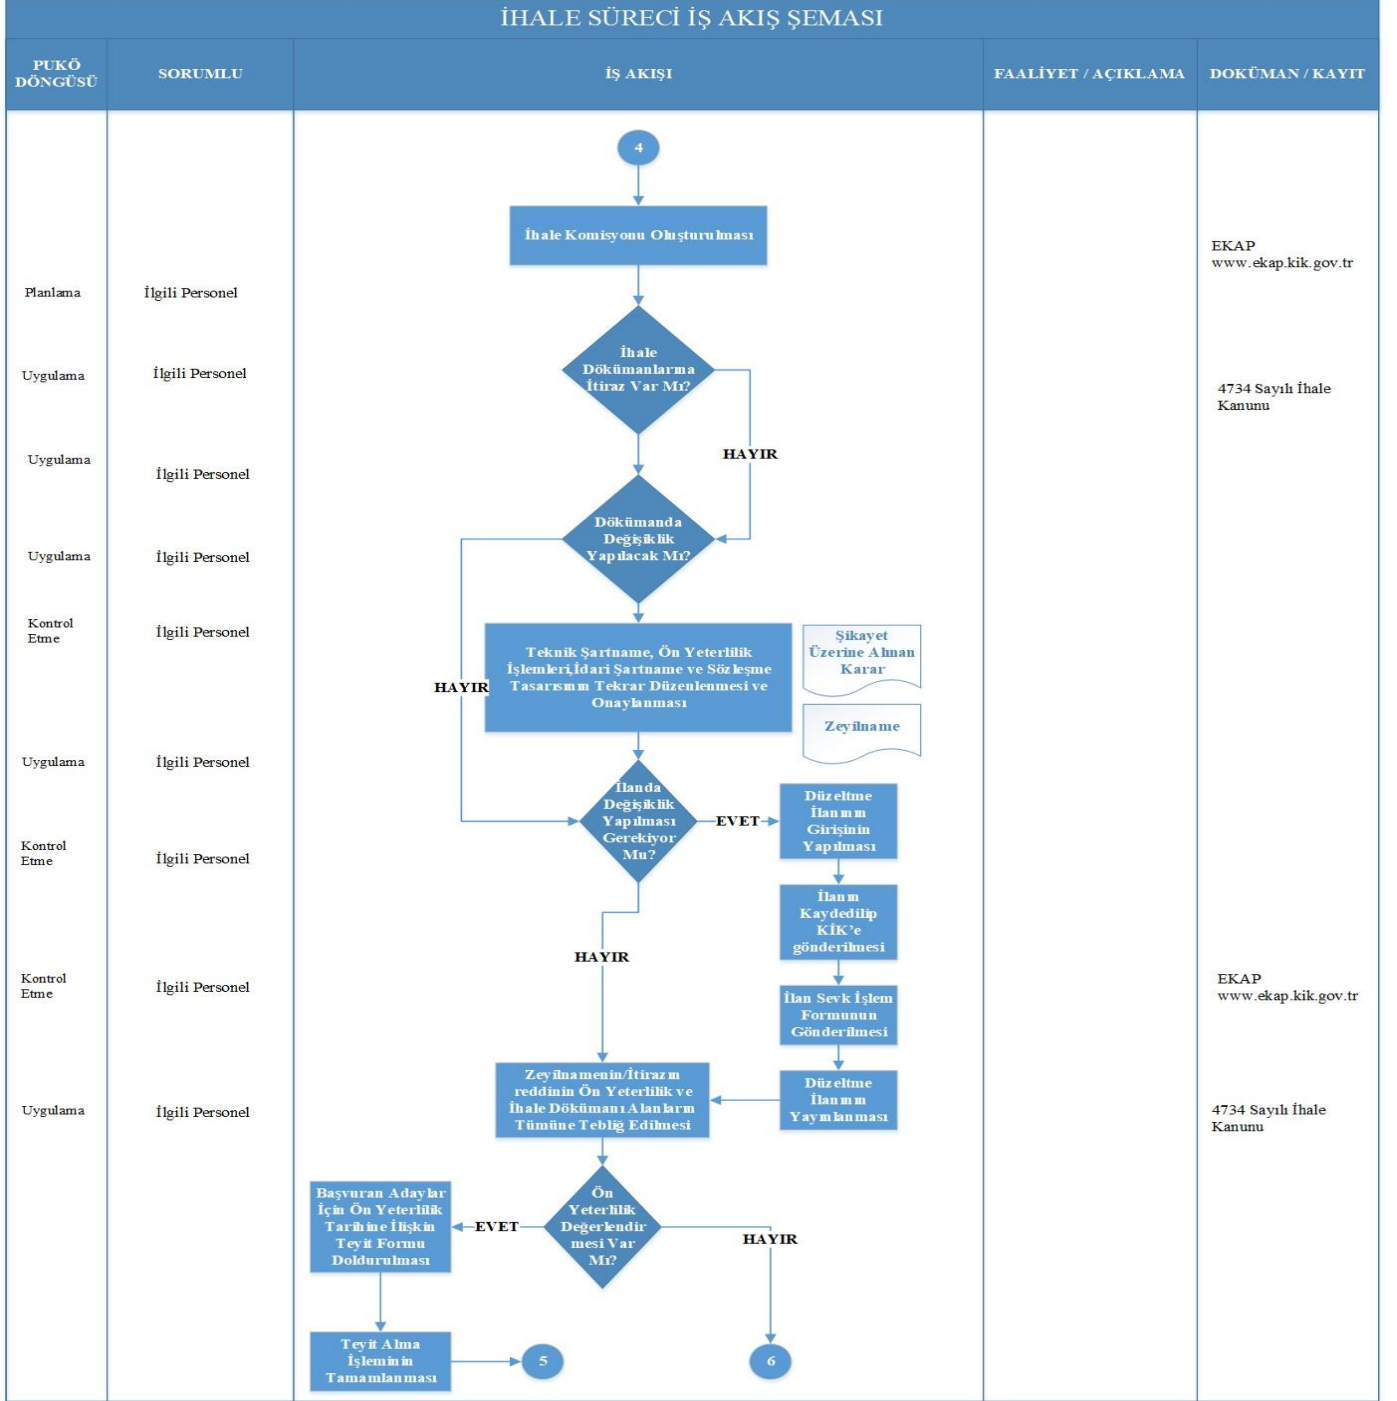 İHALE SÜRECİ İŞ AKIŞ ŞEMASI
PUKÖ
DÖNGÜSÜ
SORUMLU
İŞ AKIŞI
FAALİYET / AÇIKLAMA
DOKÜMAN / KAYIT
4
İhale Komisyonu Oluşturulması
EKAP
www.ekap.kik.gov.tr
Planlama
İlgili Personel
İhale
Dökümanlarına
İtiraz Var Mı?
Uygulama
İlgili Personel
4734 Sayılı İhale
Kanunu
HAYIR
Uygulama
İlgili Personel
Dökümanda
Değişiklik
Yapılacak Mı?
Uygulama
İlgili Personel
Kontrol
Etme
İlgili Personel
HAYIR
Teknik Şartname, Ön Yeterlilik
İşlemleri,İdari Şartname ve Sözleşme
Tasarısının Tekrar Düzenlenmesi ve
Onaylanması
Şikayet
Üzerine Alınan
Karar
Zeyilname
Uygulama
İlgili Personel
İlanda
Değişiklik
Yapılması
Gerekiyor
Mu?
EVET
Düzeltme
İlanının
Girişinin
Yapılması
Kontrol
Etme
İlgili Personel
İlanın
Kaydedilip
KİK'e
gönderilmesi
HAYIR
Kontrol
Etme
İlgili Personel
İlan Sevk İşlem
Formunun
Gönderilmesi
EKAP
www.ekap.kik.gov.tr
Zeyilnamenin/İtirazın
reddinin Ön Yeterlilik ve
İhale Dökümanı Alanların
Tümüne Tebliğ Edilmesi
Düzeltme
İlanının
Yayınlanması
Uygulama
İlgili Personel
4734 Sayılı İhale
Kanunu
Başvuran Adaylar
İçin Ön Yeterlilik
Tarihine İlişkin
Teyit Formu
Doldurulması
EVET
Ön
Yeterlilik
Değerlendir
mesi Var
Mı?
HAYIR
Teyit Alma
İşleminin
Tamamlanması
5
6